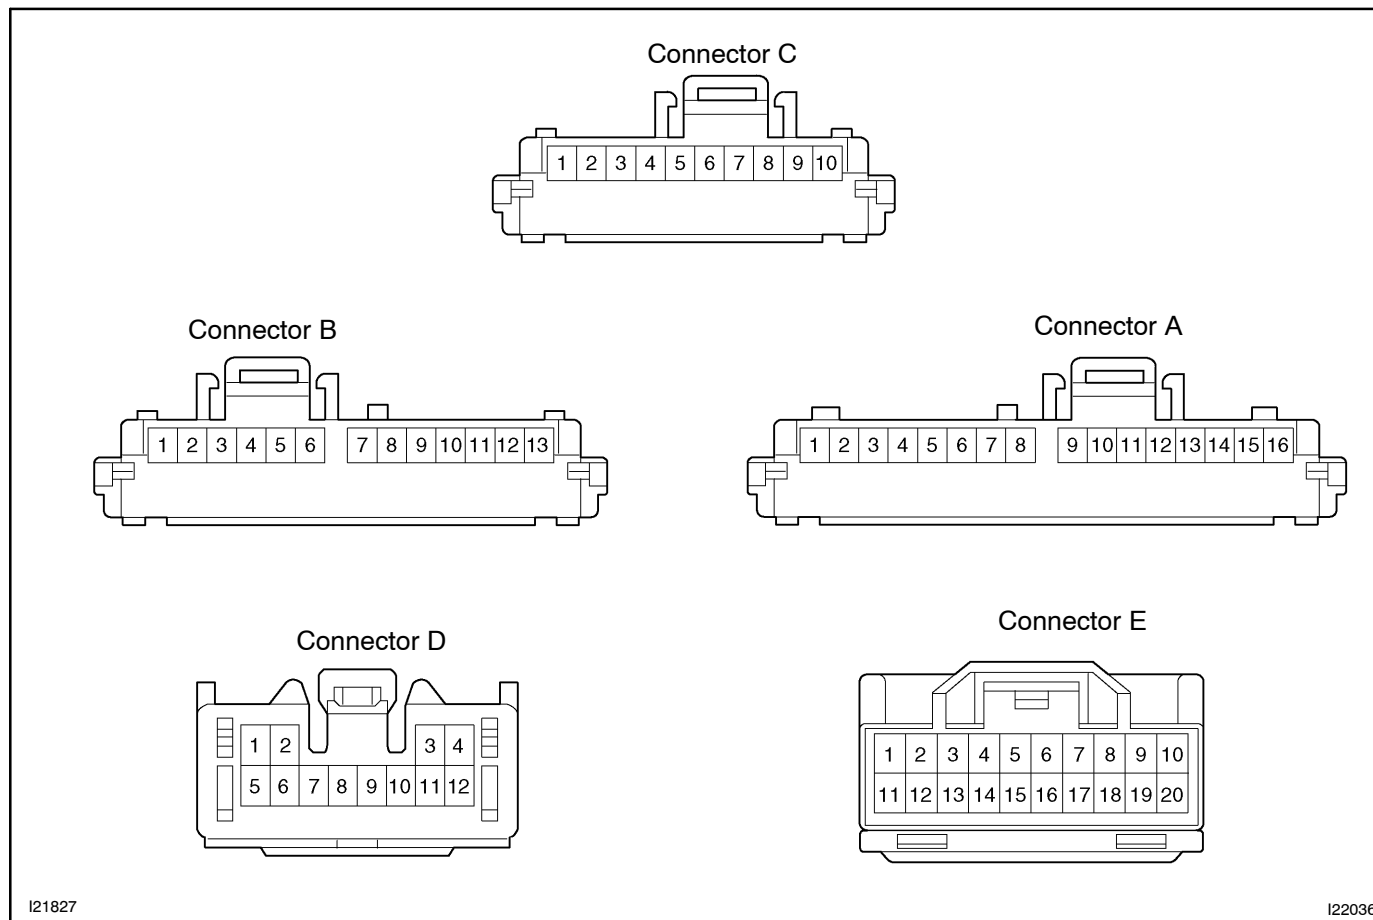 Connector C
1 2 3 4 5 6 7 8 9 10
Connector B
1 2 3 4 5 6 7 8 9 10 11 12 13
Connector A
1 2 3 4 5 6 7 8 9 10 11 12 13 14 15 16
Connector D
1 2 3 4
5 6 7 8 9 10 11 12
Connector E
1 2 3 4 5 6 7 8 9 10
11 12 13 14 15 16 17 18 19 20
I21827
I22036